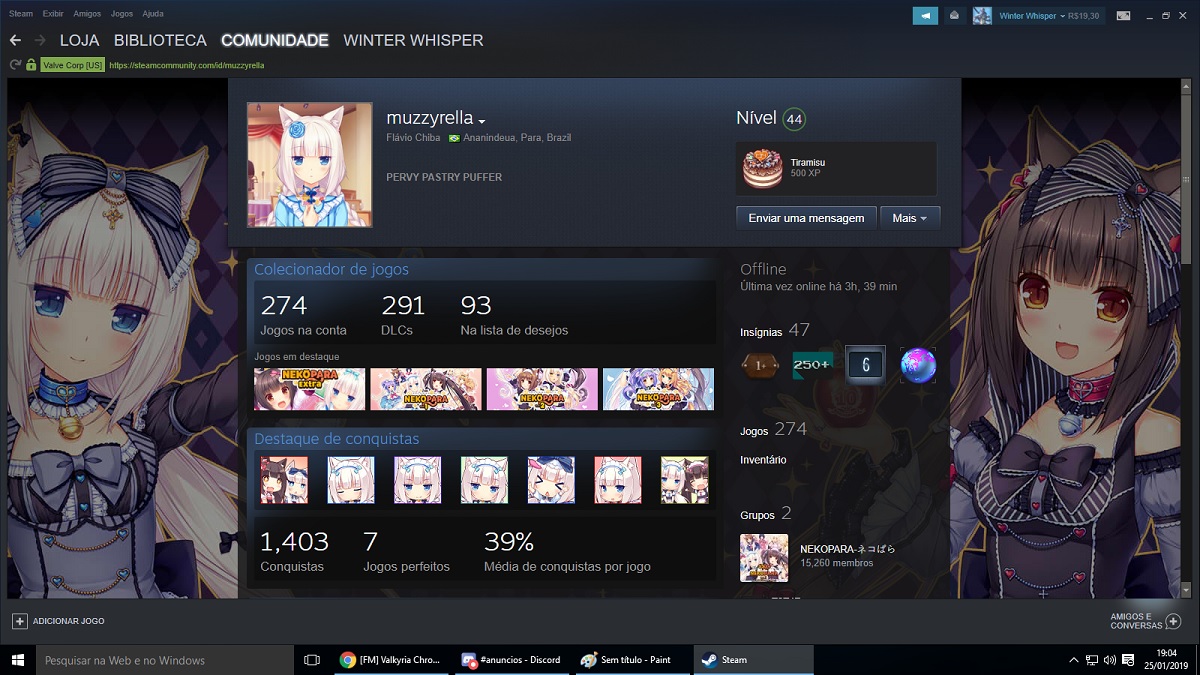 Steam Exibir Amigos Jogos Ajuda
Winter Whisper R$19,30
LOJA BIBLIOTECA COMUNIDADE WINTER WHISPER
Valve Corp [US] https://steamcommunity.com/id/muzzyrella
muzzyrella
Flávio Chiba Ananindeua, Para, Brazil
PERVY PASTRY PUFFER
Nível 44
Tiramisu
500 XP
Enviar uma mensagem Mais
Colecionador de jogos
274 291 93
Jogos na conta DLCs Na lista de desejos
Jogos em destaque
NEKOPARA Extra
NEKOPARA
NEKOPARA
NEKOPARA
Destaque de conquistas
1,403 7 39%
Conquistas Jogos perfeitos Média de conquistas por jogo
Offline
Última vez online há 3h, 39 min
Insígnias 47
1+ 250+ 6
Jogos 274
Inventário
Grupos 2
NEKOPARA-ネコぱら
15,260 membros
ADICIONAR JOGO
AMIGOS E
CONVERSAS
Pesquisar na Web e no Windows
[FM] Valkyria Chro...
#anuncios - Discord
Sem título - Paint
Steam
19:04
25/01/2019